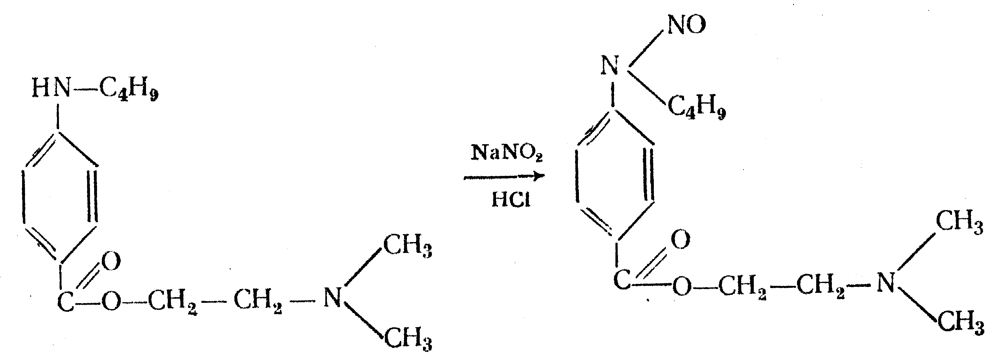 NO
N
HN—C₄H₉
C₄H₉
NaNO₂
HCl
O
C—O—CH₂—CH₂—N
CH₃
CH₃
O
C—O—CH₂—CH₂—N
CH₃
CH₃